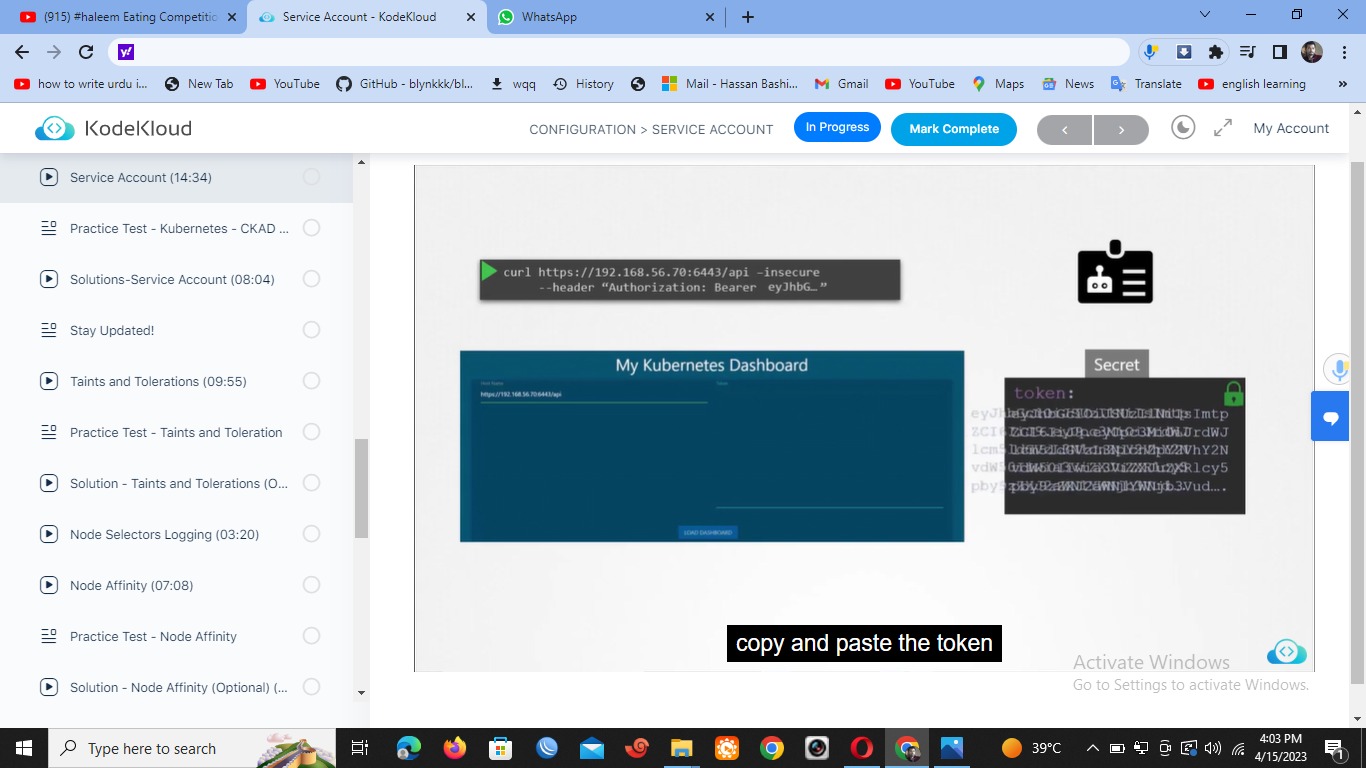 (915) #haleem Eating Competitio
Service Account - KodeKloud
WhatsApp
how to write urdu i...
New Tab
YouTube
GitHub - blynkkk/bl...
wqq
History
Mail - Hassan Bashi...
Gmail
YouTube
Maps
News
Translate
english learning
KodeKloud
CONFIGURATION > SERVICE ACCOUNT
In Progress
Mark Complete
My Account
Service Account (14:34)
Practice Test - Kubernetes - CKAD ...
Solutions-Service Account (08:04)
Stay Updated!
Taints and Tolerations (09:55)
Practice Test - Taints and Toleration
Solution - Taints and Tolerations (O...
Node Selectors Logging (03:20)
Node Affinity (07:08)
Practice Test - Node Affinity
Solution - Node Affinity (Optional) (...
curl https://192.168.56.70:6443/api –insecure
--header “Authorization: Bearer eyJhbG…”
My Kubernetes Dashboard
https://192.168.56.70:6443/api
LOAD DASHBOARD
Secret
token:
copy and paste the token
Activate Windows
Go to Settings to activate Windows.
Type here to search
39°C
4:03 PM
4/15/2023
1